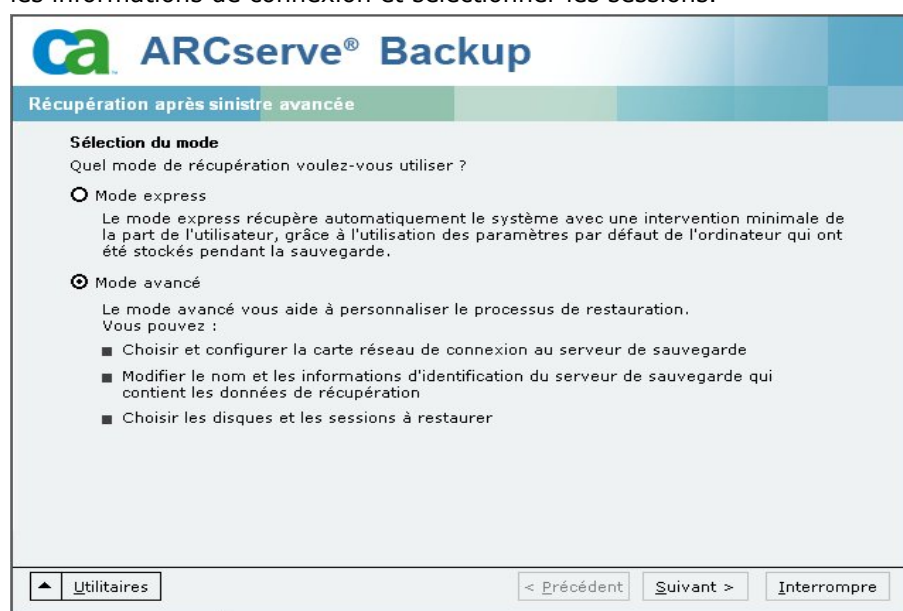 les informations de connexion et sélectionner les sessions.
ca ARCserve® Backup
Récupération après sinistre avancée
Sélection du mode
Quel mode de récupération voulez-vous utiliser ?
Mode express
Le mode express récupère automatiquement le système avec une intervention minimale de
la part de l'utilisateur, grâce à l'utilisation des paramètres par défaut de l'ordinateur qui ont
été stockés pendant la sauvegarde.
Mode avancé
Le mode avancé vous aide à personnaliser le processus de restauration.
Vous pouvez :
Choisir et configurer la carte réseau de connexion au serveur de sauvegarde
Modifier le nom et les informations d'identification du serveur de sauvegarde qui
contient les données de récupération
Choisir les disques et les sessions à restaurer
Utilitaires < Précédent Suivant > Interrompre